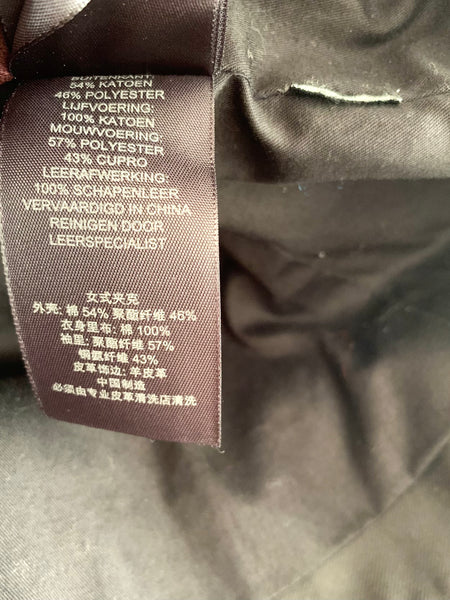 BUITENKANT:
54% KATOEN
46% POLYESTER
LIJFVOERING:
100% KATOEN
MOUWVOERING:
57% POLYESTER
43% CUPRO
LEERAFWERKING:
100% SCHAPENLEER
VERVAARDIGD IN CHINA
REINIGEN DOOR
LEERSPECIALIST
女式夹克
外壳: 棉 54% 聚酯纤维 46%
衣身里布: 棉 100%
袖里: 聚酯纤维 57%
铜氨纤维 43%
皮革饰边: 羊皮革
中国制造
必须由专业皮革清洗店清洗